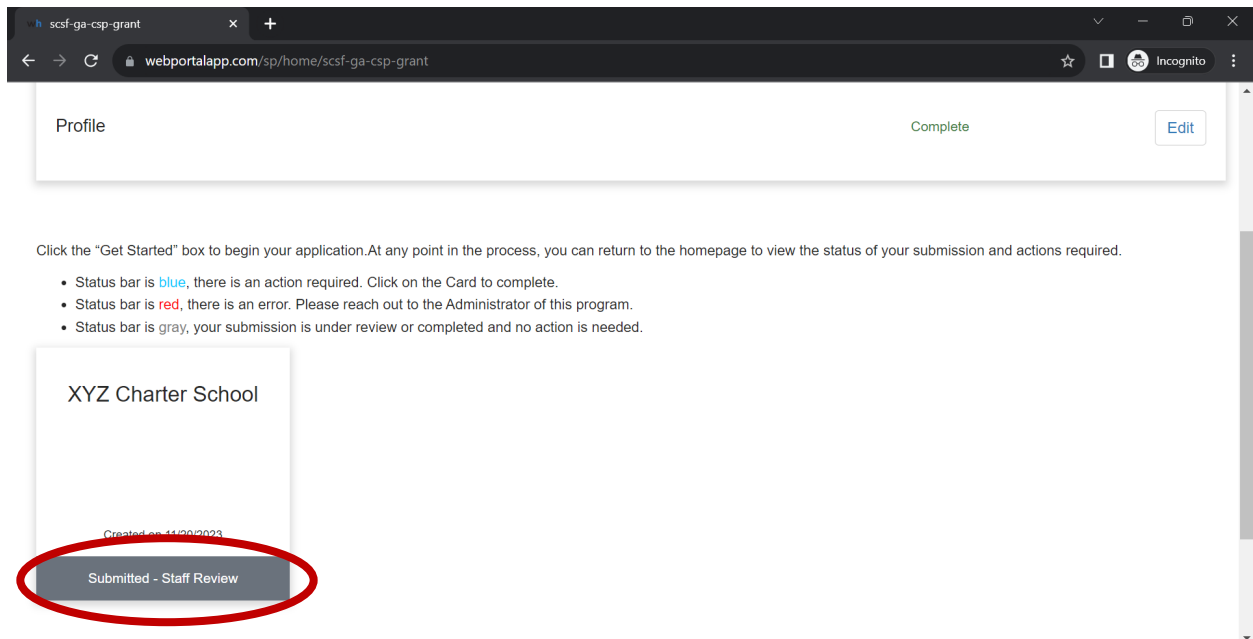 wh scsf-ga-csp-grant
webportalapp.com/sp/home/scsf-ga-csp-grant
Incognito
Profile
Complete
Edit
Click the “Get Started” box to begin your application.At any point in the process, you can return to the homepage to view the status of your submission and actions required.
• Status bar is blue, there is an action required. Click on the Card to complete.
• Status bar is red, there is an error. Please reach out to the Administrator of this program.
• Status bar is gray, your submission is under review or completed and no action is needed.
XYZ Charter School
Created on 11/20/2023
Submitted - Staff Review